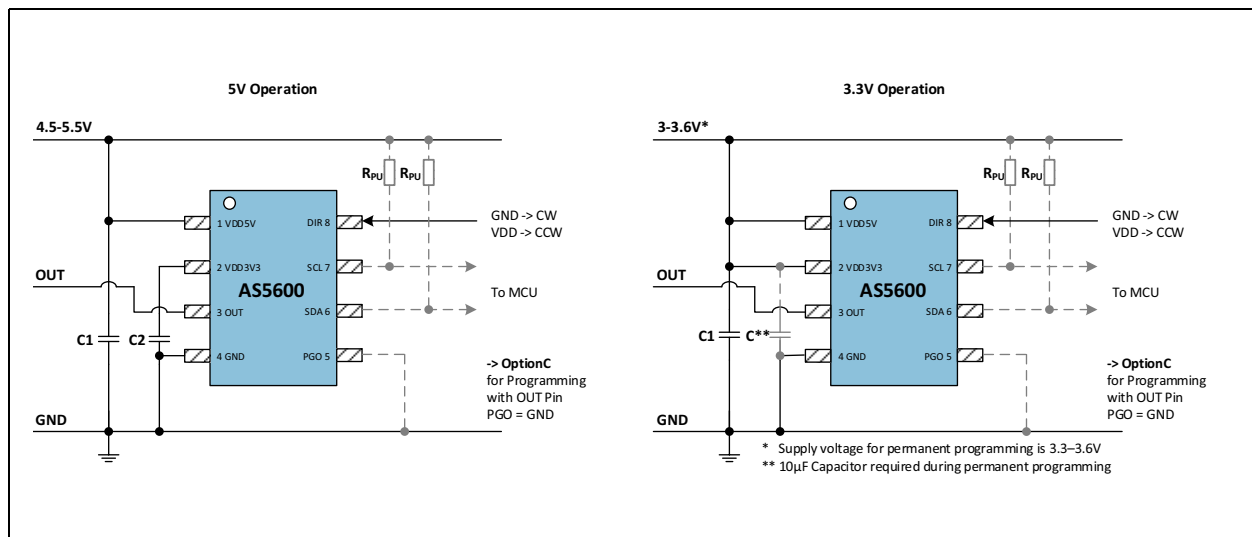 5V Operation
4.5-5.5V
RPU RPU
1 VDD5V
DIR 8
GND -> CW
VDD -> CCW
2 VDD3V3
SCL 7
OUT
AS5600
To MCU
3 OUT
SDA 6
C1
C2
4 GND
PGO 5
-> OptionC
for Programming
with OUT Pin
PGO = GND
GND
3.3V Operation
3-3.6V*
RPU RPU
1 VDD5V
DIR 8
GND -> CW
VDD -> CCW
2 VDD3V3
SCL 7
OUT
AS5600
To MCU
3 OUT
SDA 6
C1
C**
4 GND
PGO 5
-> OptionC
for Programming
with OUT Pin
PGO = GND
GND
* Supply voltage for permanent programming is 3.3–3.6V
** 10µF Capacitor required during permanent programming